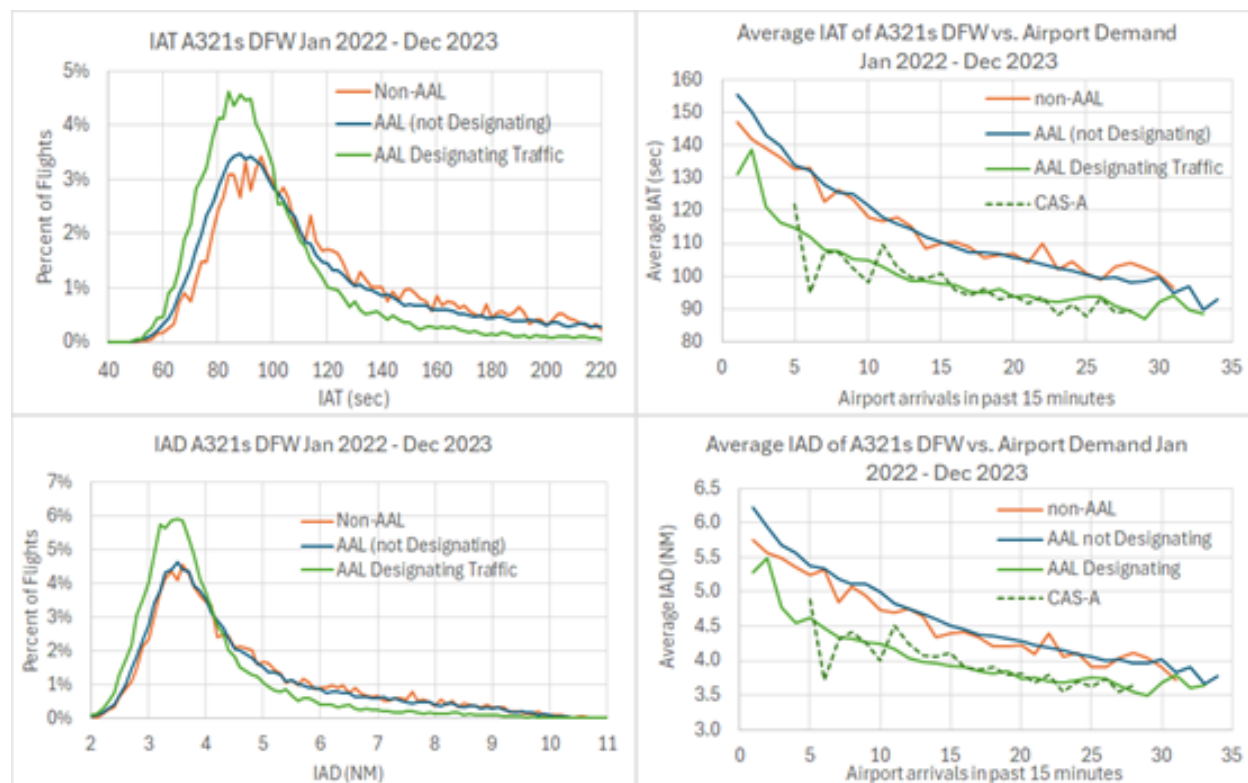 IAT A321s DFW Jan 2022 - Dec 2023
5%
4%
3%
2%
1%
0%
Percent of Flights
Non-AAL
AAL (not Designating)
AAL Designating Traffic
40 60 80 100 120 140 160 180 200 220
IAT (sec)
Average IAT of A321s DFW vs. Airport Demand
Jan 2022 - Dec 2023
160
150
140
130
120
110
100
90
80
Average IAT (sec)
non-AAL
AAL (not Designating)
AAL Designating Traffic
CAS-A
0 5 10 15 20 25 30 35
Airport arrivals in past 15 minutes
IAD A321s DFW Jan 2022 - Dec 2023
7%
6%
5%
4%
3%
2%
1%
0%
Percent of Flights
Non-AAL
AAL (not Designating)
AAL Designating Traffic
2 3 4 5 6 7 8 9 10 11
IAD (NM)
Average IAD of A321s DFW vs. Airport Demand Jan
2022 - Dec 2023
6.5
6.0
5.5
5.0
4.5
4.0
3.5
3.0
Average IAD (NM)
non-AAL
AAL not Designating
AAL Designating
CAS-A
0 5 10 15 20 25 30 35
Airport arrivals in past 15 minutes